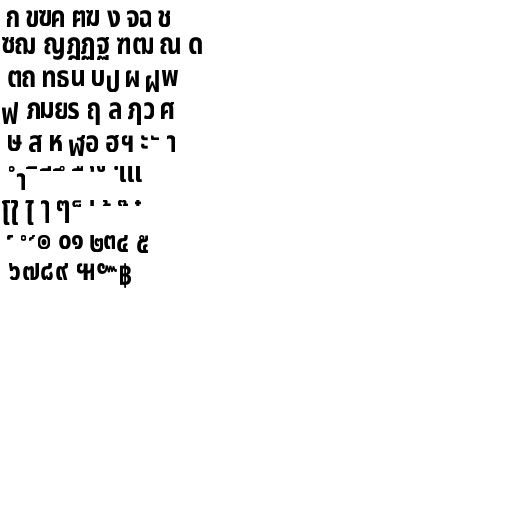 ก ขฃค ฅฆ ง จฉ ช
ซฌ ญฎฏฐ ฑฒ ณ ด
ตถ ทธน บป ผ ฝพ
ฟ ภมยร ฤ ล ฦว ศ
ษ ส ห ฬอ ฮฯ ะ ั า
ำ
โใ ไ ๅ ๆ
๏ ๐๑ ๒๓๔ ๕
๖๗๘๙ ๚๛฿